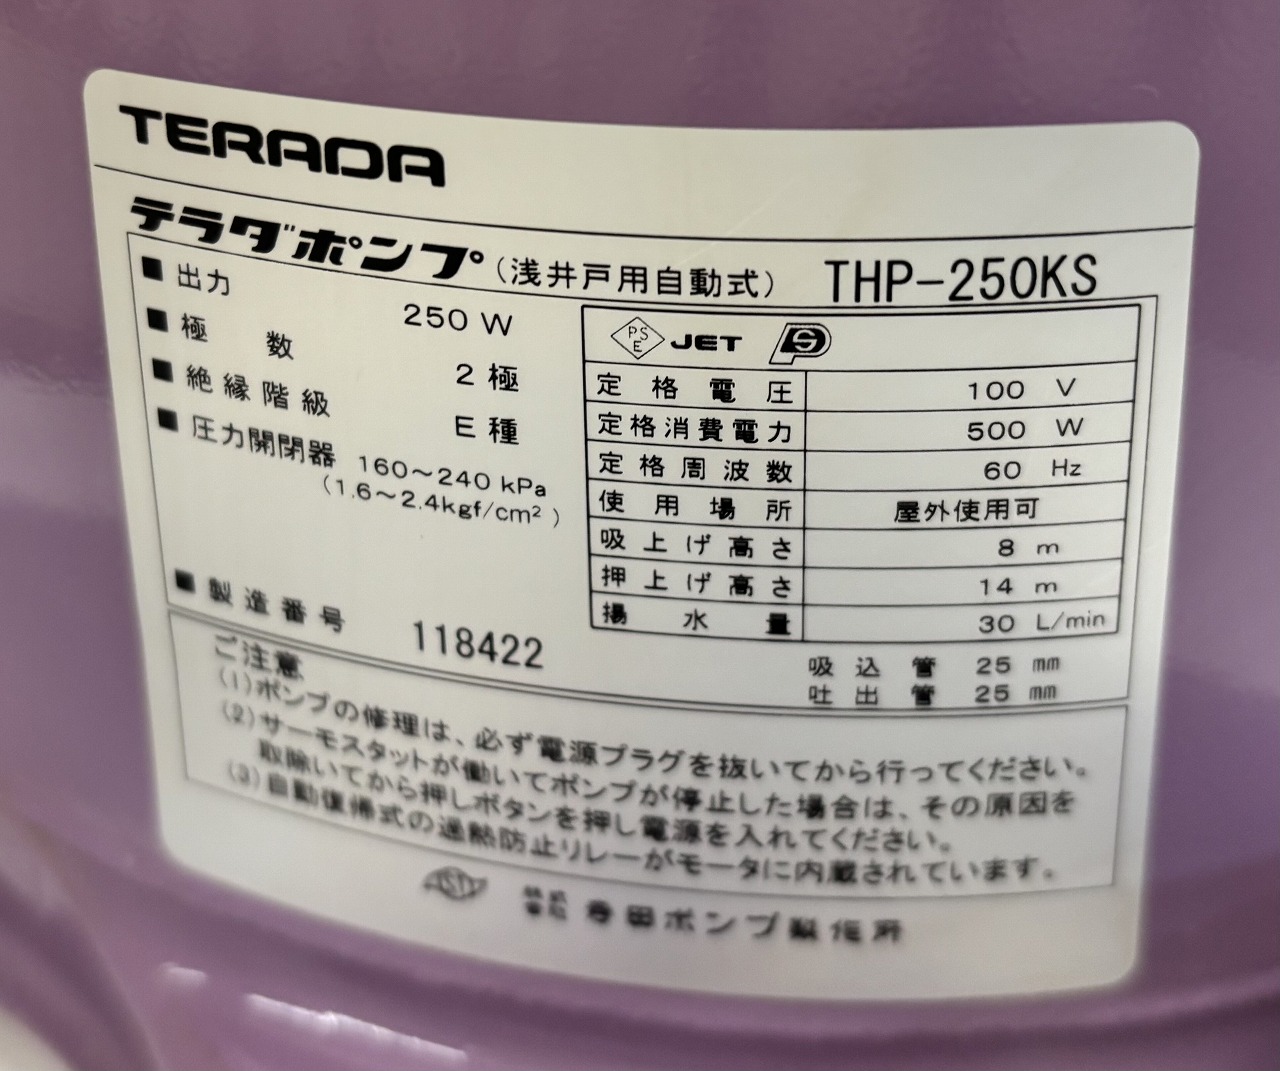 TERADA
テラダポンプ(浅井戸用自動式) THP-250KS
■ 出力 250 W
■ 極数 2 極
■ 絶縁階級 E 種
■ 圧力開閉器 160～240 kPa
(1.6～2.4kgf/cm²)
■ 製造番号 118422
PSE JET PS
定格電圧 100 V
定格消費電力 500 W
定格周波数 60 Hz
使用場所 屋外使用可
吸上げ高さ 8 m
押上げ高さ 14 m
揚水量 30 L/min
吸込管 25 mm
吐出管 25 mm
ご注意
(1)ポンプの修理は、必ず電源プラグを抜いてから行ってください。
(2)サーモスタットが働いてポンプが停止した場合は、その原因を
取除いてから押しボタンを押し電源を入れてください。
(3)自動復帰式の過熱防止リレーがモータに内蔵されています。
株式会社 寺田ポンプ製作所